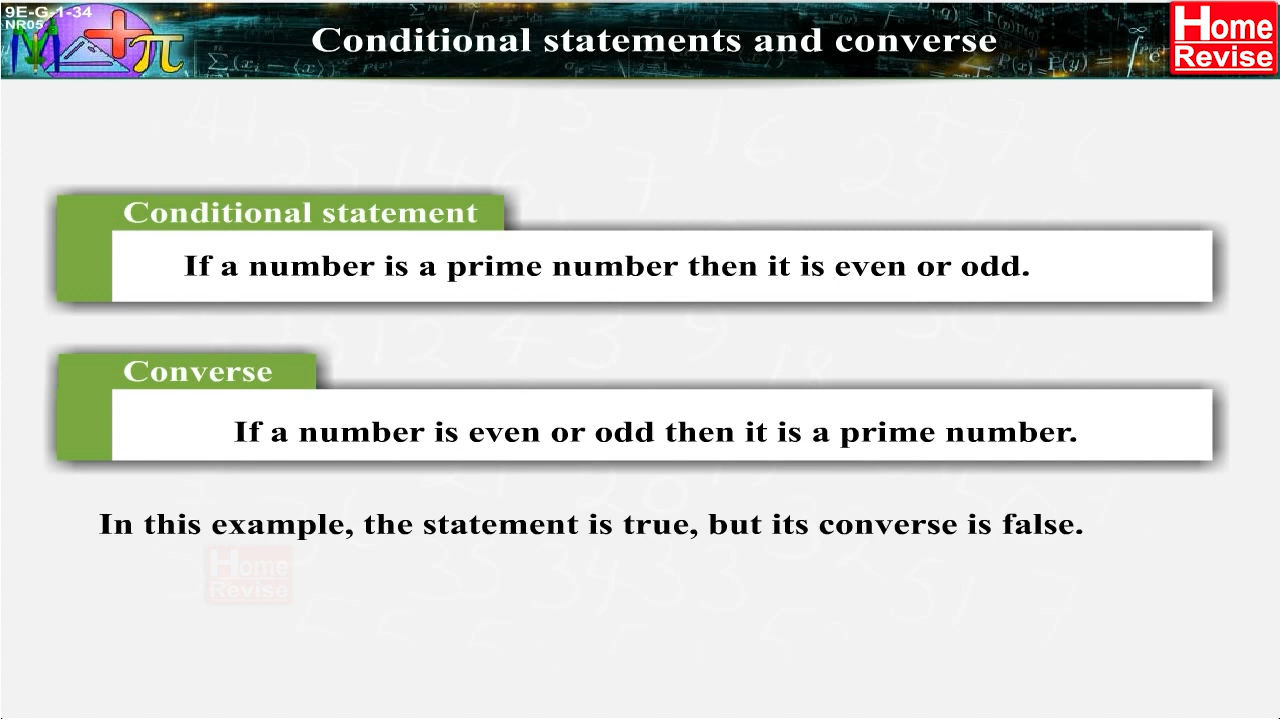 9E-G-1-34
NR05
Conditional statements and converse
Home
Revise
Conditional statement
If a number is a prime number then it is even or odd.
Converse
If a number is even or odd then it is a prime number.
In this example, the statement is true, but its converse is false.
Home
Revise